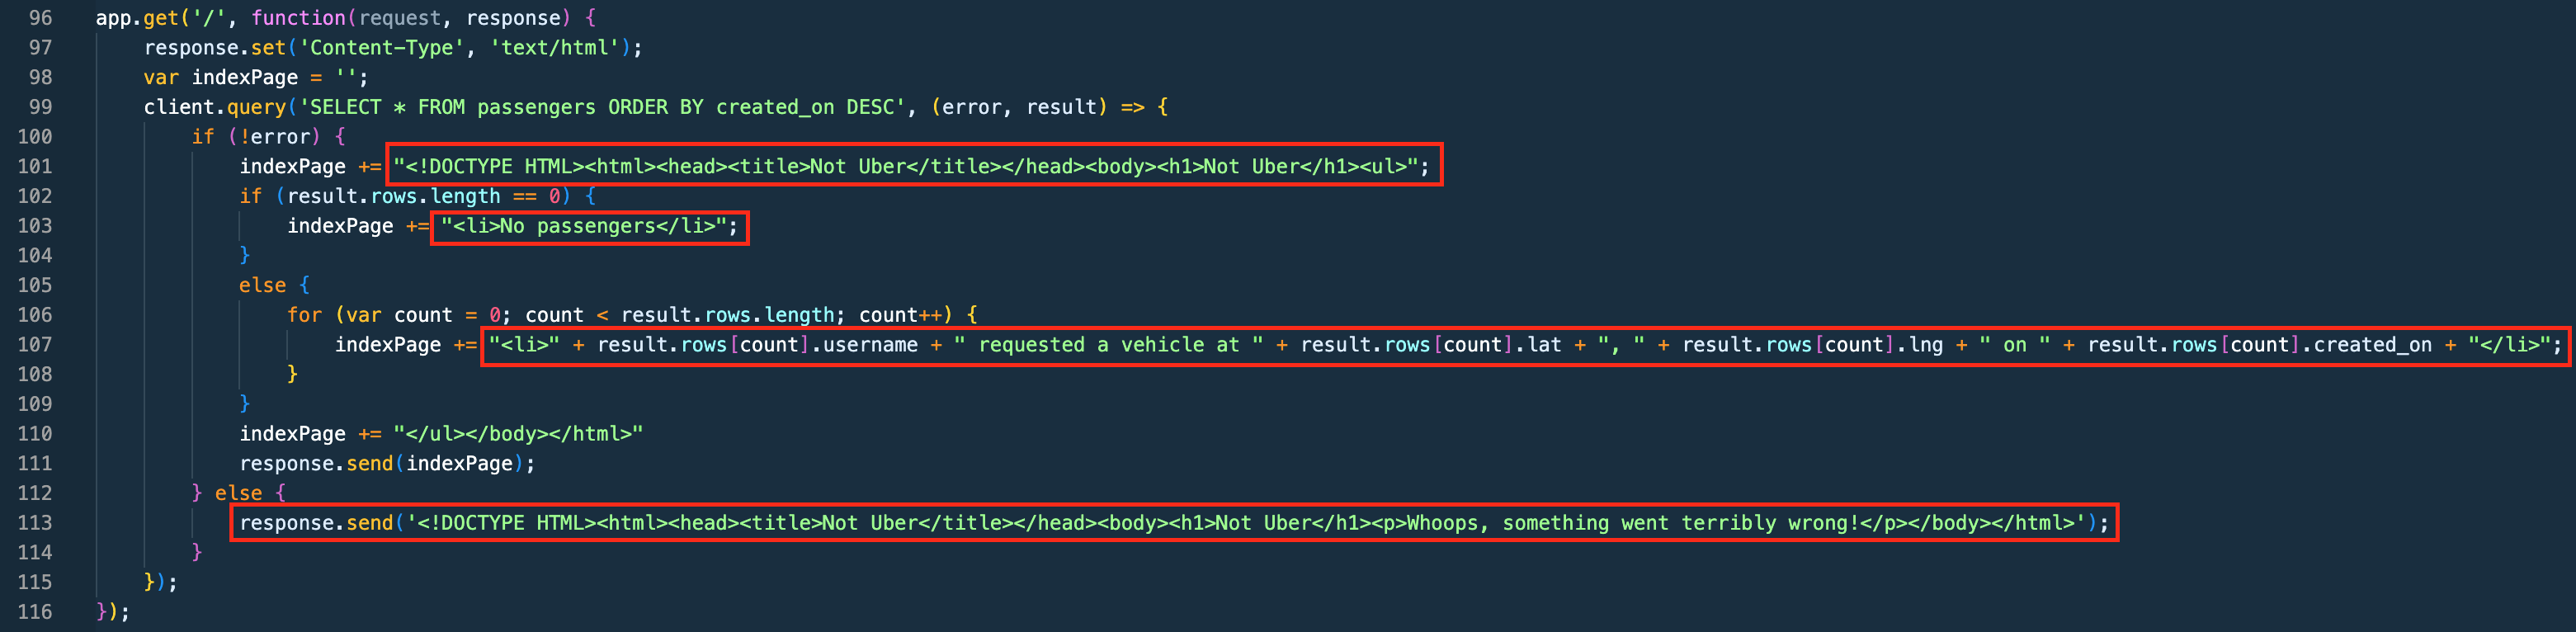 96 app.get('/', function(request, response) {
97 response.set('Content-Type', 'text/html');
98 var indexPage = '';
99 client.query('SELECT * FROM passengers ORDER BY created_on DESC', (error, result) => {
100 if (!error) {
101 indexPage += "<!DOCTYPE HTML><html><head><title>Not Uber</title></head><body><h1>Not Uber</h1><ul>";
102 if (result.rows.length == 0) {
103 indexPage += "<li>No passengers</li>";
104 }
105 else {
106 for (var count = 0; count < result.rows.length; count++) {
107 indexPage += "<li>" + result.rows[count].username + " requested a vehicle at " + result.rows[count].lat + ", " + result.rows[count].lng + " on " + result.rows[count].created_on + "</li>";
108 }
109 }
110 indexPage += "</ul></body></html>"
111 response.send(indexPage);
112 } else {
113 response.send('<!DOCTYPE HTML><html><head><title>Not Uber</title></head><body><h1>Not Uber</h1><p>Whoops, something went terribly wrong!</p></body></html>');
114 }
115 });
116 });